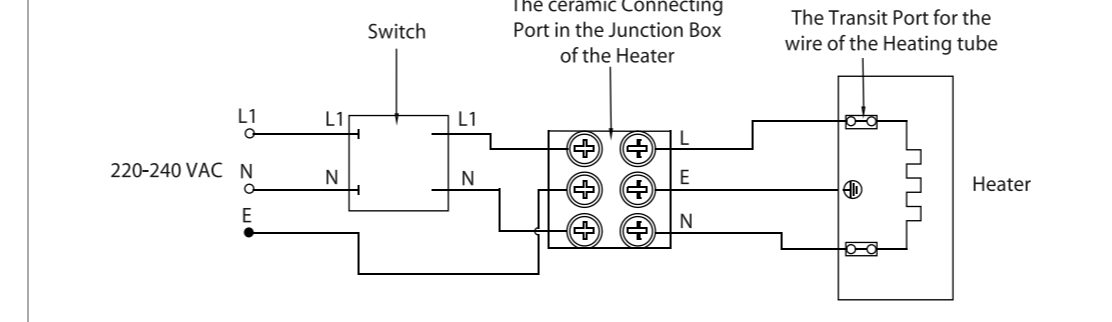 The ceramic Connecting
Port in the Junction Box
of the Heater
The Transit Port for the
wire of the Heating tube
Switch
L1
L1
L1
L
220-240 VAC
N
N
N
E
Heater
E
N